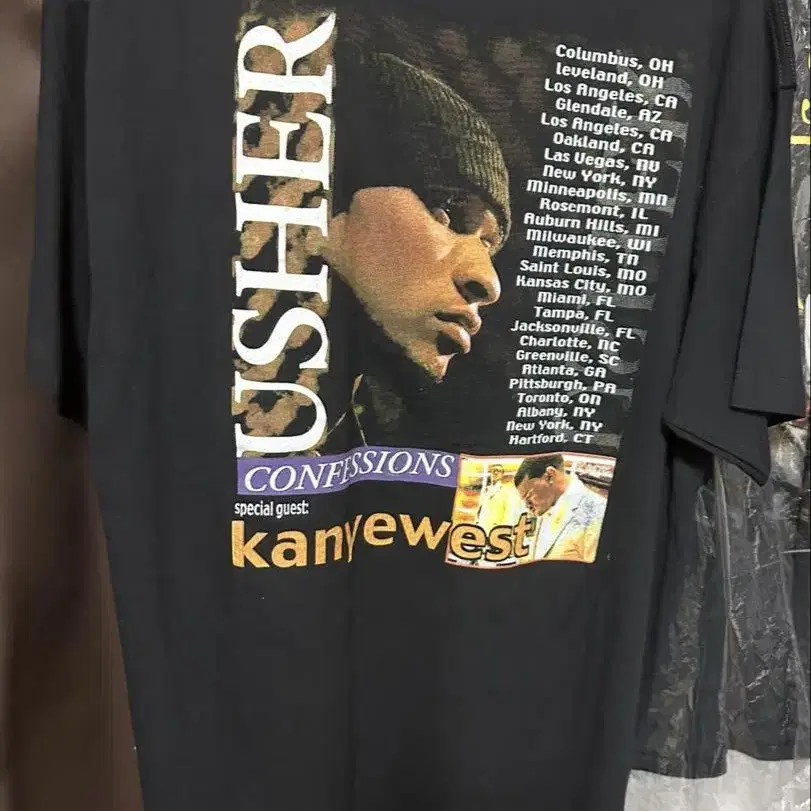 USHER
Columbus, OH
leveland, OH
Los Angeles, CA
Glendale, AZ
Los Angeles, CA
Oakland, CA
Las Vegas, NV
New York, NY
Minneapolis, mn
Rosemont, IL
Auburn Hills, MI
Milwaukee, WI
Memphis, TN
Saint Louis, MO
Kansas City, MO
Miami, FL
Tampa, FL
Jacksonville, FL
Charlotte, NC
Greenville, SC
Atlanta, GA
Pittsburgh, PA
Toronto, ON
Albany, NY
New York, NY
Hartford, CT
CONFESSIONS
special guest:
kanyewest